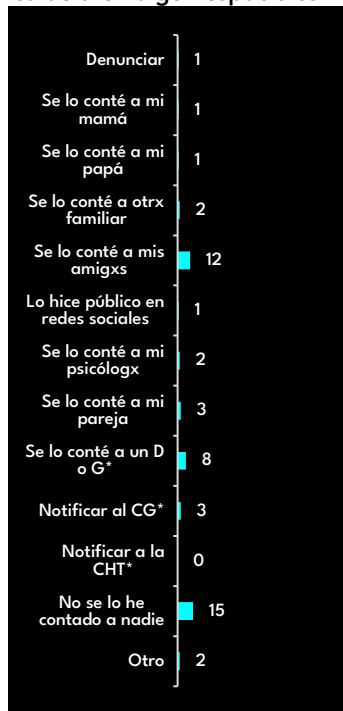 Denunciar 1
Se lo conté a mi
mamá 1
Se lo conté a mi
papá 1
Se lo conté a otrx
familiar 2
Se lo conté a mis
amigxs 12
Lo hice público en
redes sociales 1
Se lo conté a mi
psicólogx 2
Se lo conté a mi
pareja 3
Se lo conté a un D
o G* 8
Notificar al CG* 3
Notificar a la
CHT* 0
No se lo he
contado a nadie 15
Otro 2